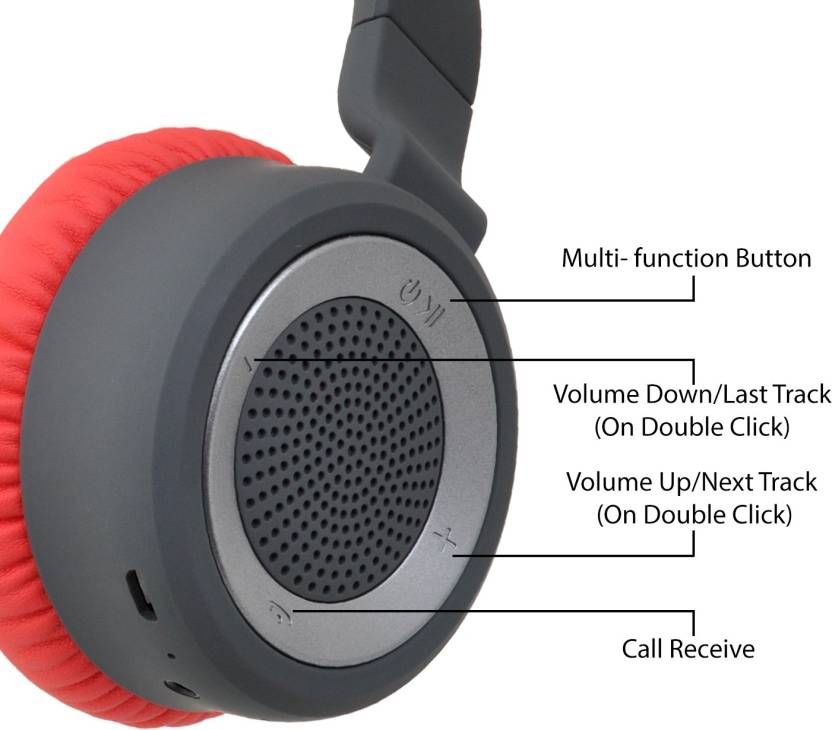 Multi- function Button
Volume Down/Last Track
(On Double Click)
Volume Up/Next Track
(On Double Click)
Call Receive